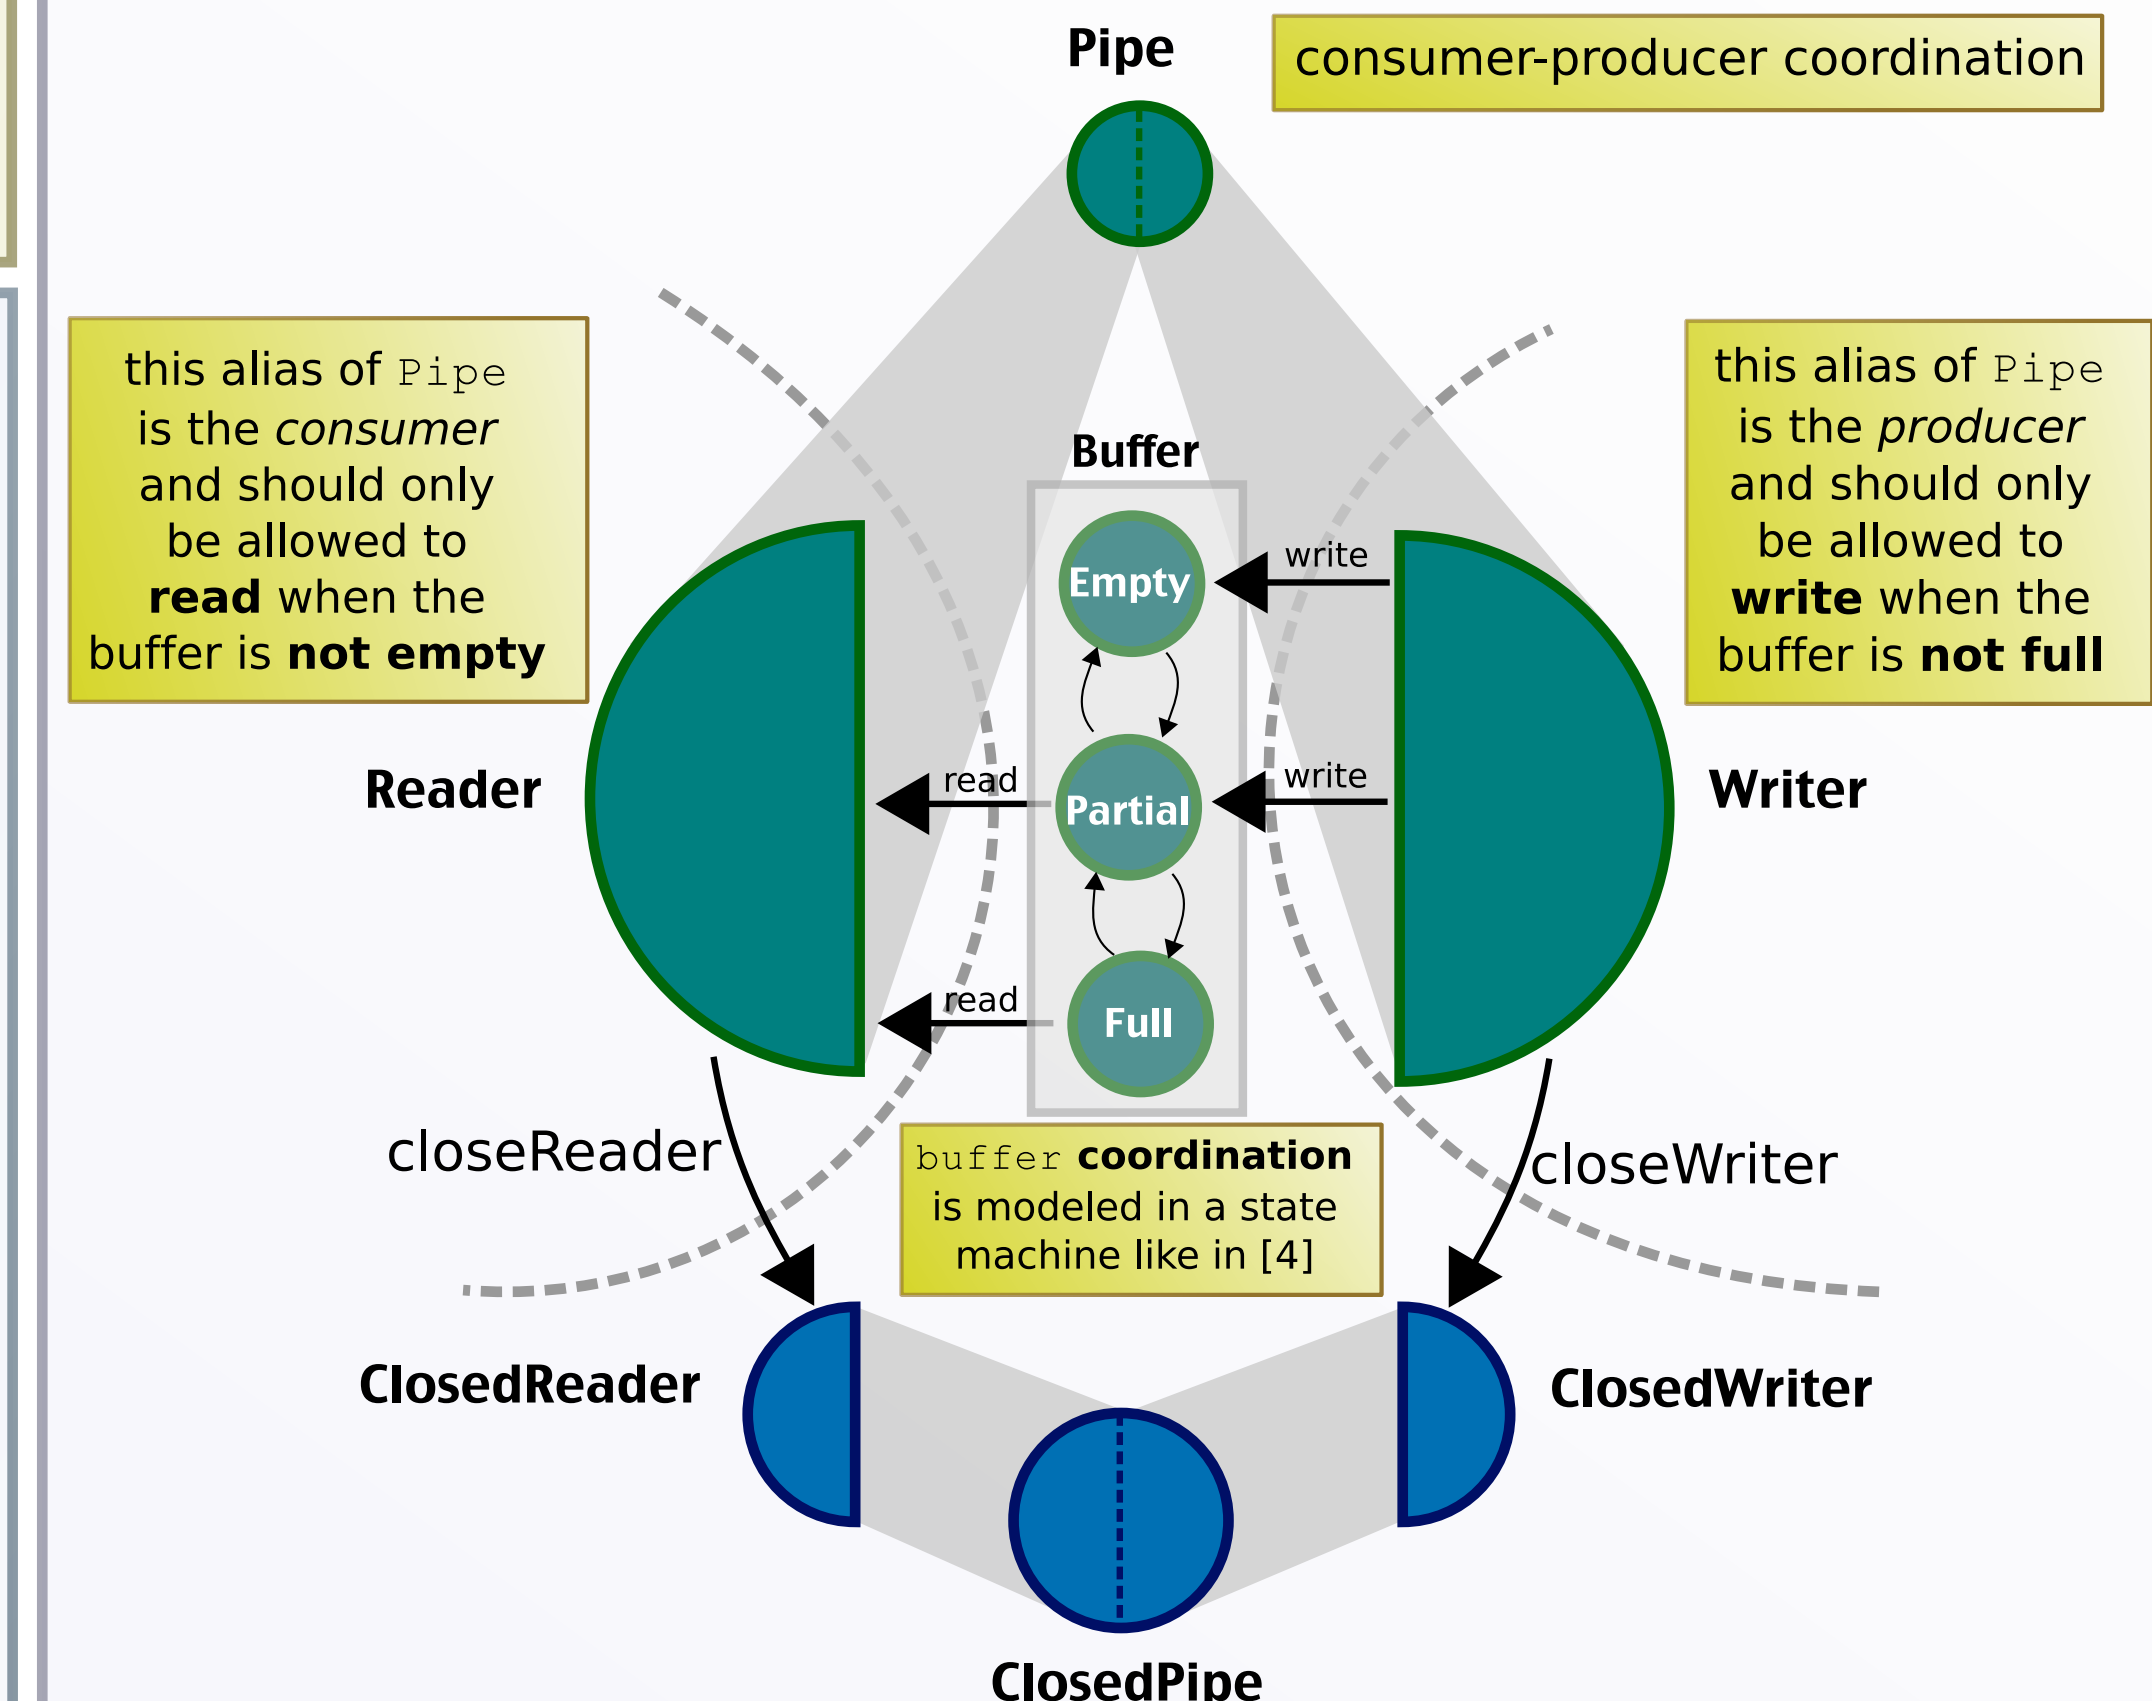 Pipe
consumer-producer coordination
this alias of Pipe
is the consumer
and should only
be allowed to
read when the
buffer is not empty
this alias of Pipe
is the producer
and should only
be allowed to
write when the
buffer is not full
Buffer
Empty
write
Reader
read
Partial
write
Writer
read
Full
closeReader
buffer coordination
is modeled in a state
machine like in [4]
closeWriter
ClosedReader
ClosedWriter
ClosedPipe